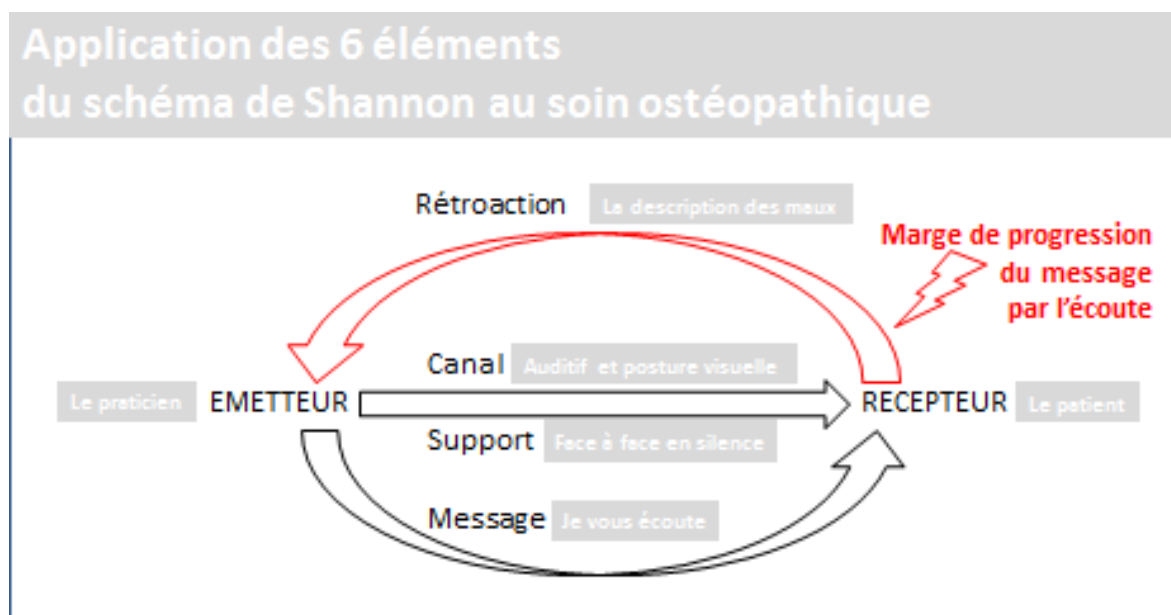 Application des 6 éléments
du schéma de Shannon au soin ostéopathique
Rétroaction La description des maux
Marge de progression
du message
par l'écoute
Canal Auditif et posture visuelle
Le praticien EMETTEUR RECEPTEUR Le patient
Support Face à face en silence
Message Je vous écoute